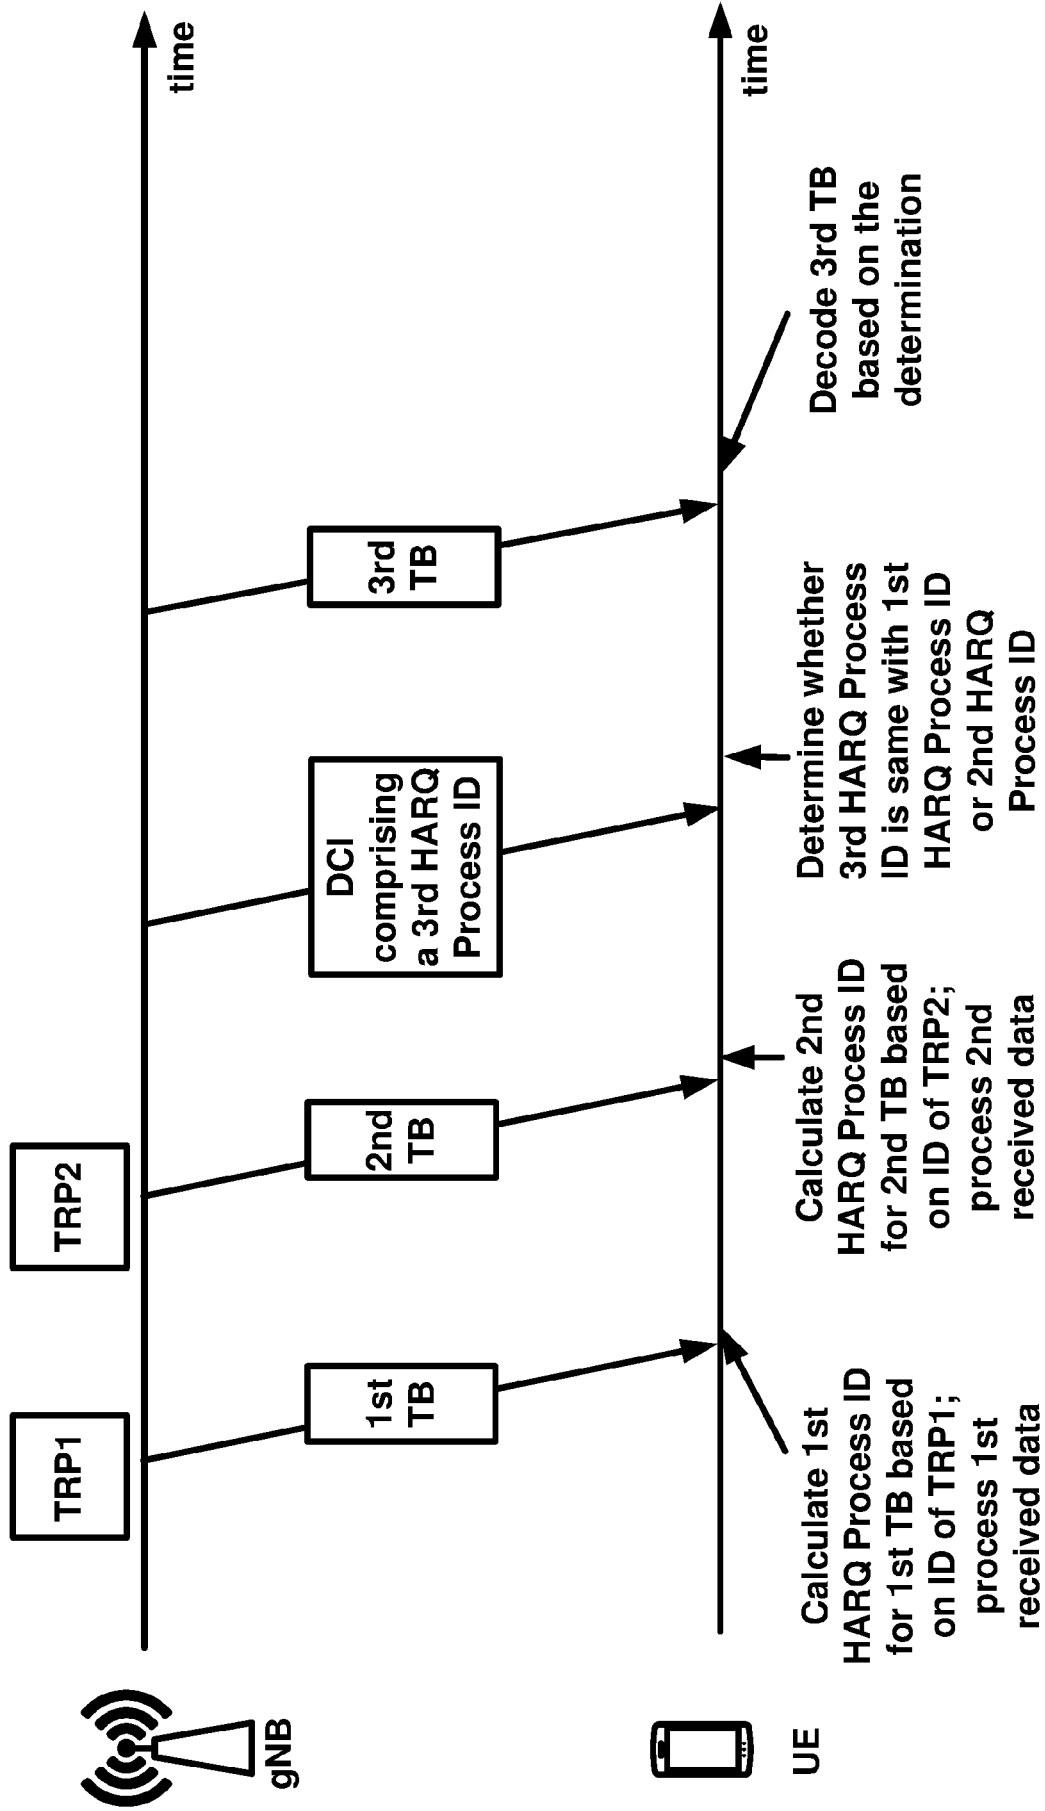 gNB
TRP1
TRP2
time
1st
TB
2nd
TB
DCI
comprising
a 3rd HARQ
Process ID
3rd
TB
UE
time
Calculate 1st
HARQ Process ID
for 1st TB based
on ID of TRP1;
process 1st
received data
Calculate 2nd
HARQ Process ID
for 2nd TB based
on ID of TRP2;
process 2nd
received data
Determine whether
3rd HARQ Process
ID is same with 1st
HARQ Process ID
or 2nd HARQ
Process ID
Decode 3rd TB
based on the
determination